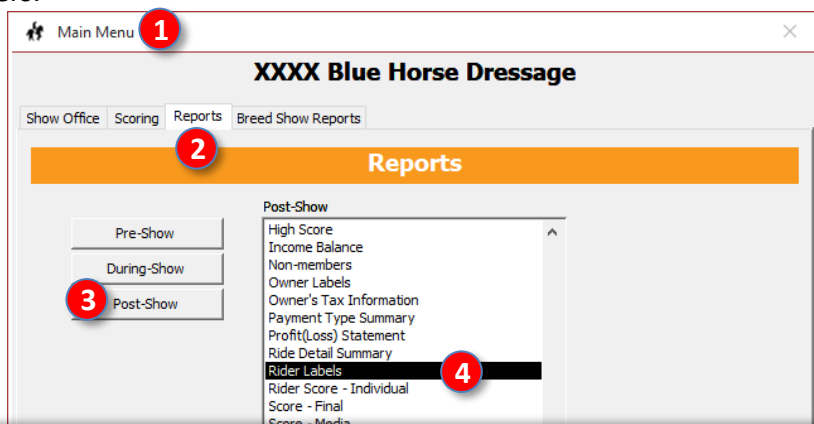 Main Menu 1
XXXX Blue Horse Dressage
Show Office Scoring Reports Breed Show Reports
2
Reports
Post-Show
Pre-Show
During-Show
3 Post-Show
High Score
Income Balance
Non-members
Owner Labels
Owner's Tax Information
Payment Type Summary
Profit(Loss) Statement
Ride Detail Summary
Rider Labels 4
Rider Score - Individual
Score - Final
Score - Media